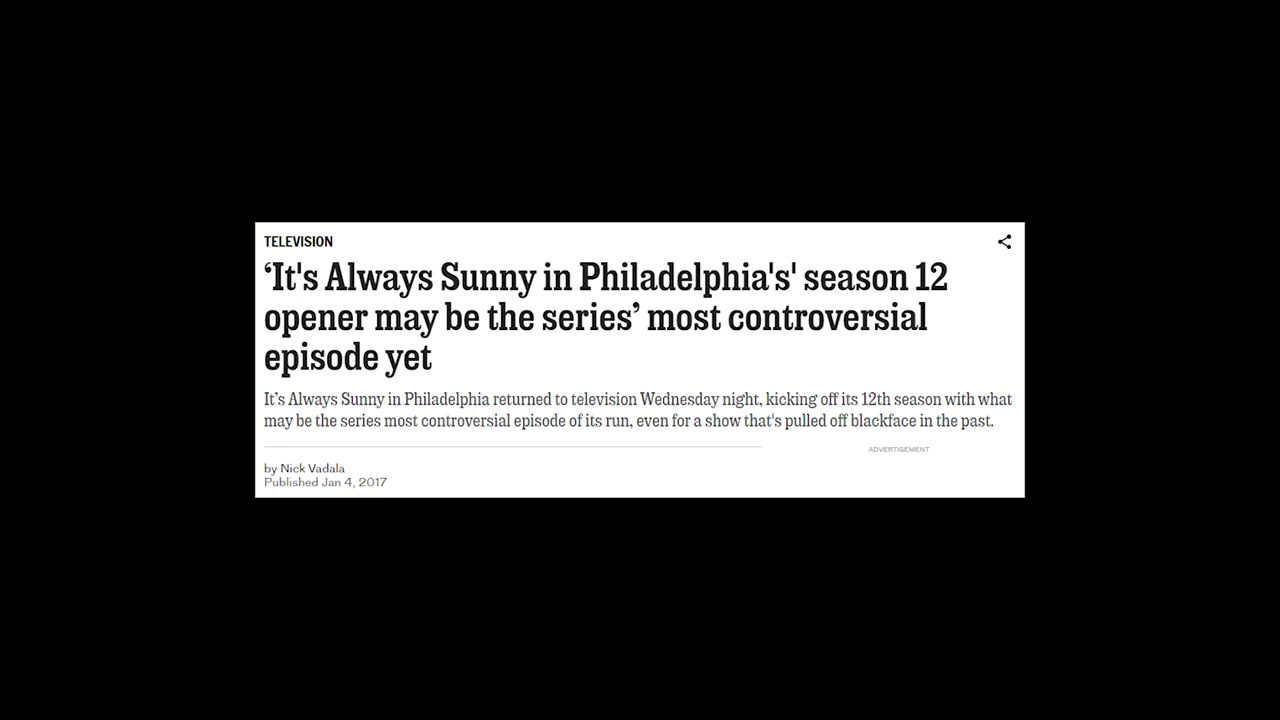 TELEVISION
‘It's Always Sunny in Philadelphia's' season 12
opener may be the series’ most controversial
episode yet
It’s Always Sunny in Philadelphia returned to television Wednesday night, kicking off its 12th season with what
may be the series most controversial episode of its run, even for a show that's pulled off blackface in the past.
ADVERTISEMENT
by Nick Vadala
Published Jan 4, 2017